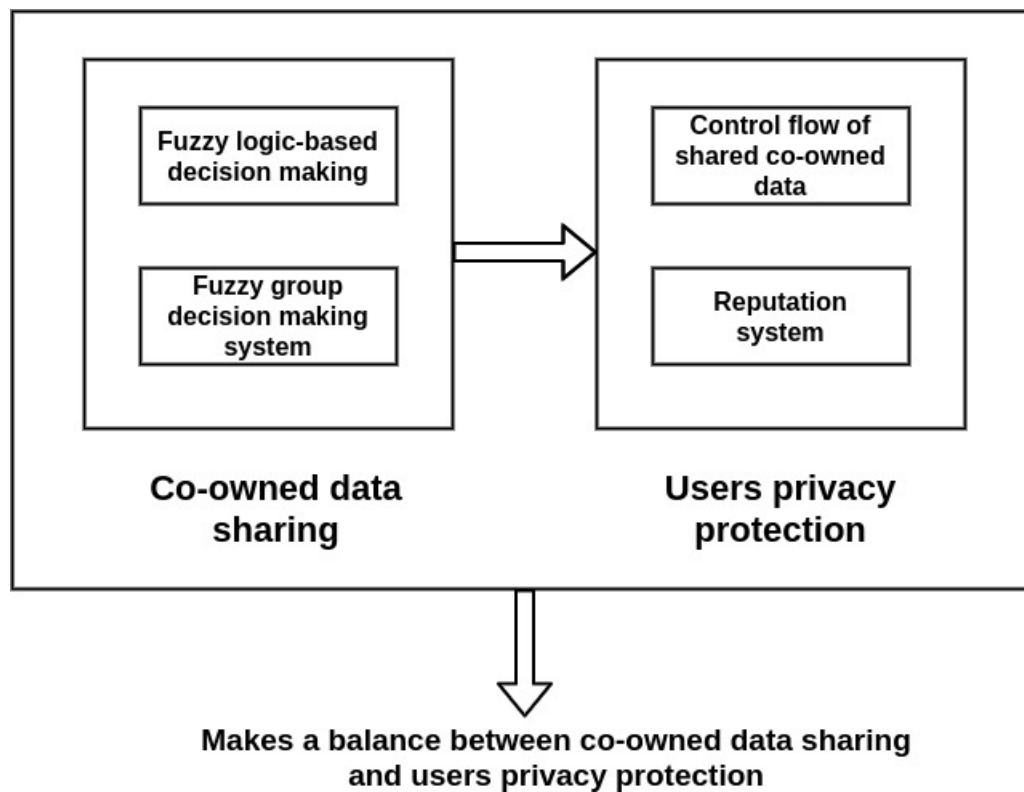 Fuzzy logic-based
decision making
Fuzzy group
decision making
system
Co-owned data
sharing
Control flow of
shared co-owned
data
Reputation
system
Users privacy
protection
Makes a balance between co-owned data sharing
and users privacy protection